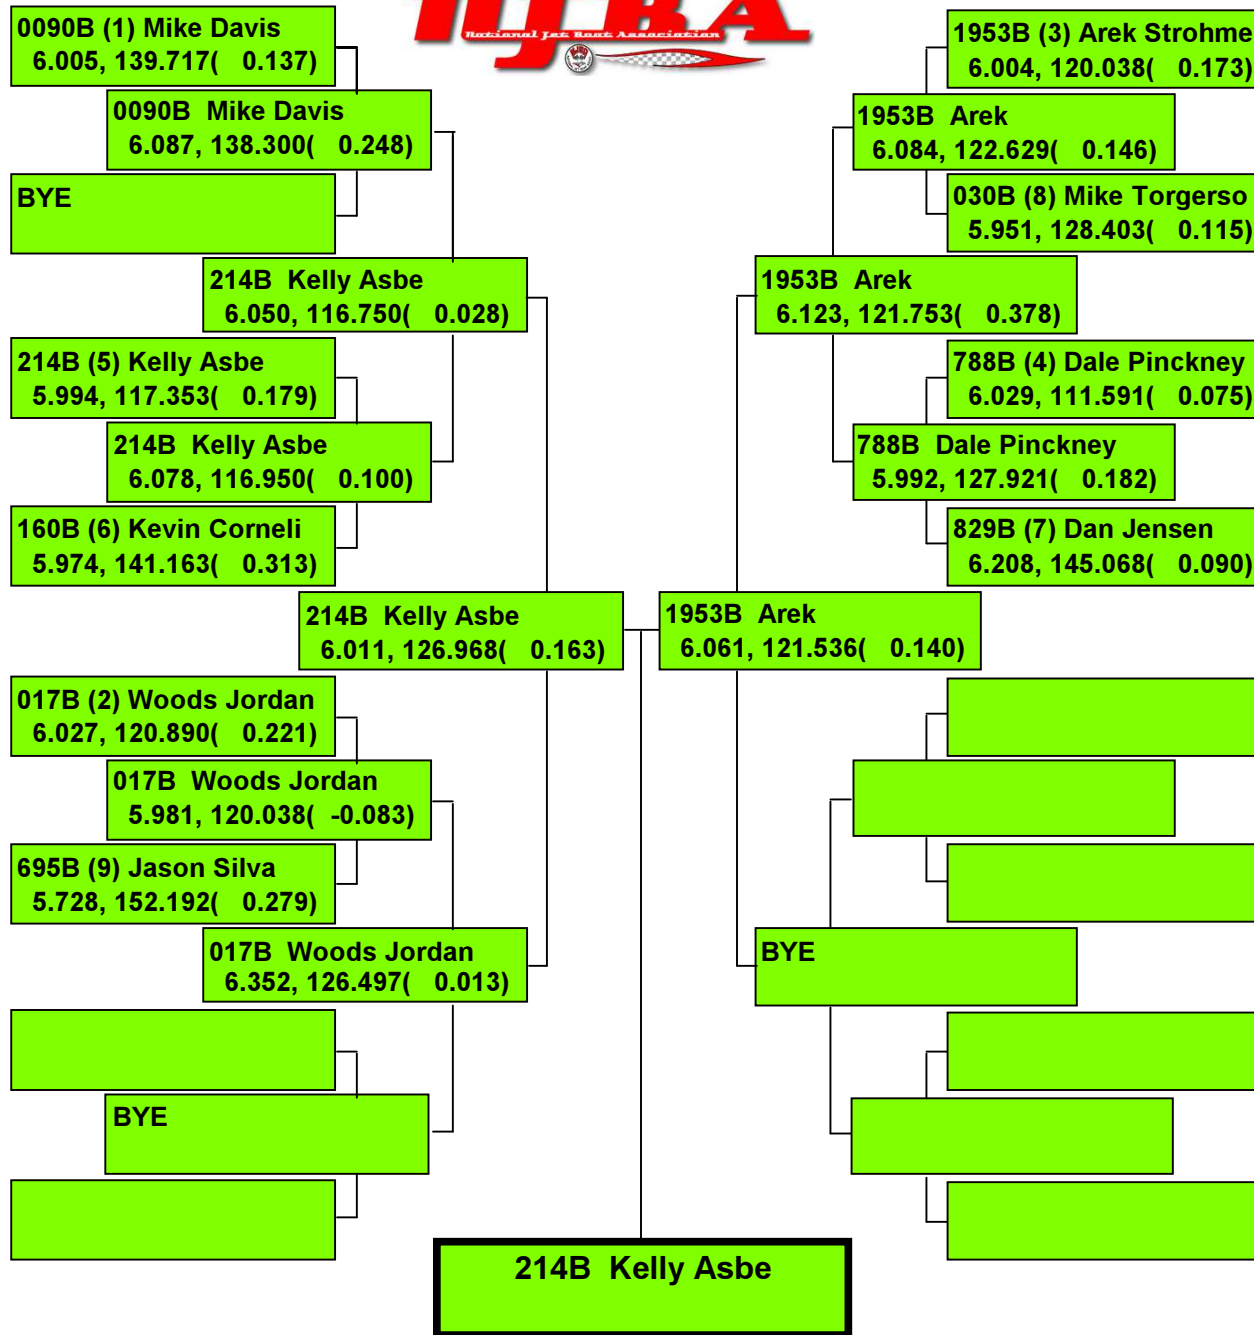 NJBA
National Jet Boat Association
0090B (1) Mike Davis
6.005, 139.717( 0.137)
0090B Mike Davis
6.087, 138.300( 0.248)
BYE
214B Kelly Asbe
6.050, 116.750( 0.028)
214B (5) Kelly Asbe
5.994, 117.353( 0.179)
214B Kelly Asbe
6.078, 116.950( 0.100)
160B (6) Kevin Corneli
5.974, 141.163( 0.313)
214B Kelly Asbe
6.011, 126.968( 0.163)
017B (2) Woods Jordan
6.027, 120.890( 0.221)
017B Woods Jordan
5.981, 120.038( -0.083)
695B (9) Jason Silva
5.728, 152.192( 0.279)
017B Woods Jordan
6.352, 126.497( 0.013)
BYE
1953B (3) Arek Strohme
6.004, 120.038( 0.173)
1953B Arek
6.084, 122.629( 0.146)
030B (8) Mike Torgerso
5.951, 128.403( 0.115)
1953B Arek
6.123, 121.753( 0.378)
788B (4) Dale Pinckney
6.029, 111.591( 0.075)
788B Dale Pinckney
5.992, 127.921( 0.182)
829B (7) Dan Jensen
6.208, 145.068( 0.090)
1953B Arek
6.061, 121.536( 0.140)
BYE
214B Kelly Asbe